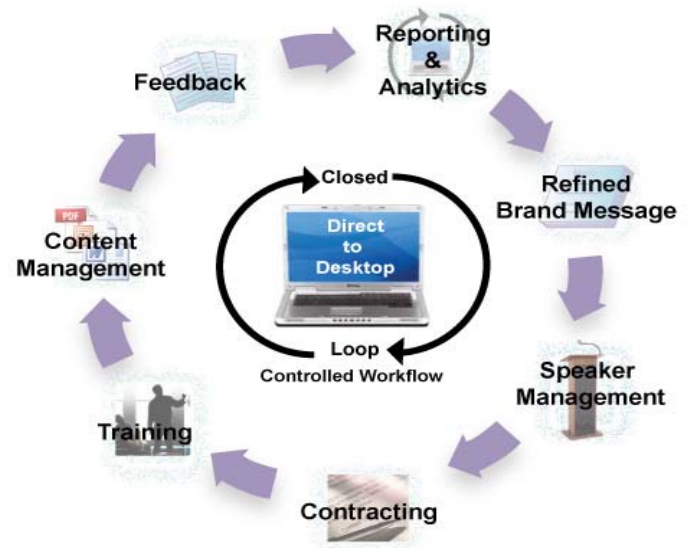 Reporting
&
Analytics
Refined
Brand Message
Speaker
Management
Contracting
Training
PDF
Content
Management
Feedback
Closed
Direct
to
Desktop
Loop
Controlled Workflow